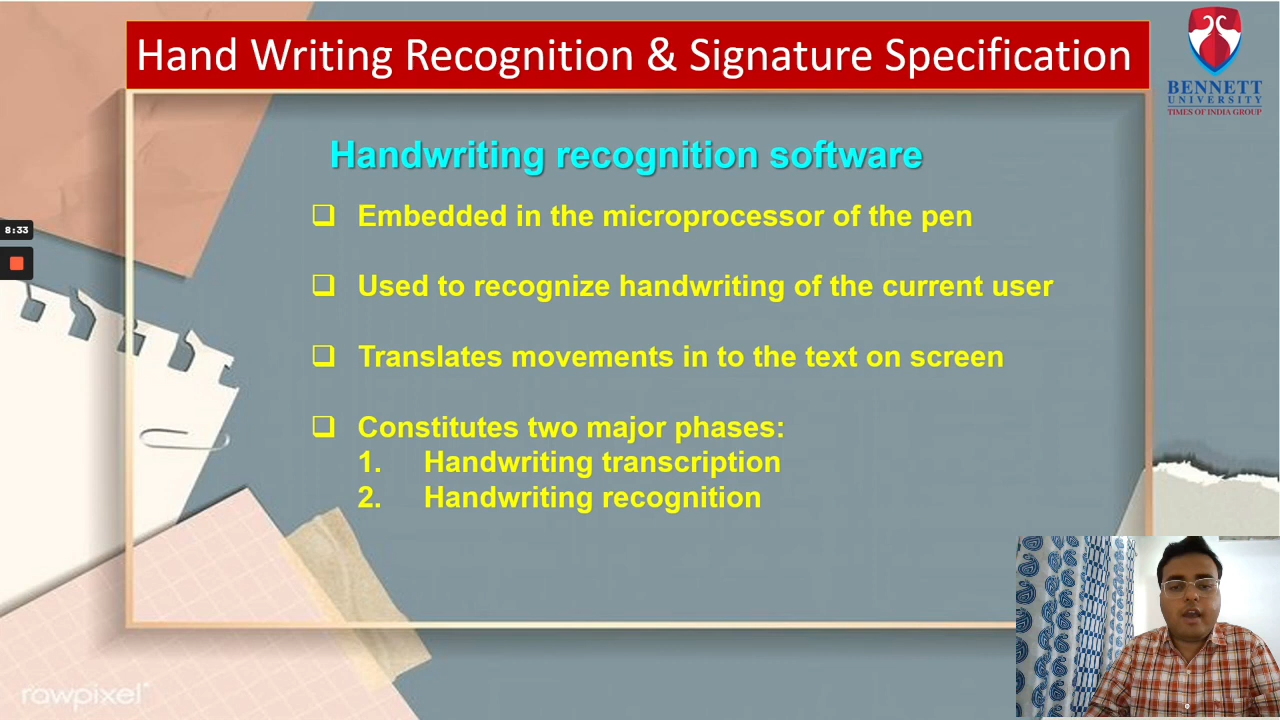 Hand Writing Recognition & Signature Specification
BENNETT
UNIVERSITY
TIMES OF INDIA GROUP
Handwriting recognition software
Embedded in the microprocessor of the pen
8:33
Used to recognize handwriting of the current user
Translates movements in to the text on screen
Constitutes two major phases:
1. Handwriting transcription
2. Handwriting recognition
rawpixel